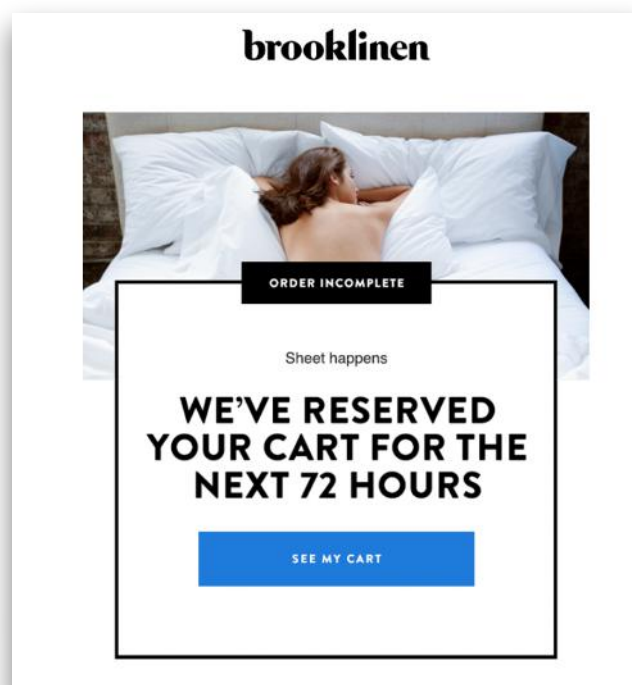 brooklinen
ORDER INCOMPLETE
Sheet happens
WE'VE RESERVED
YOUR CART FOR THE
NEXT 72 HOURS
SEE MY CART